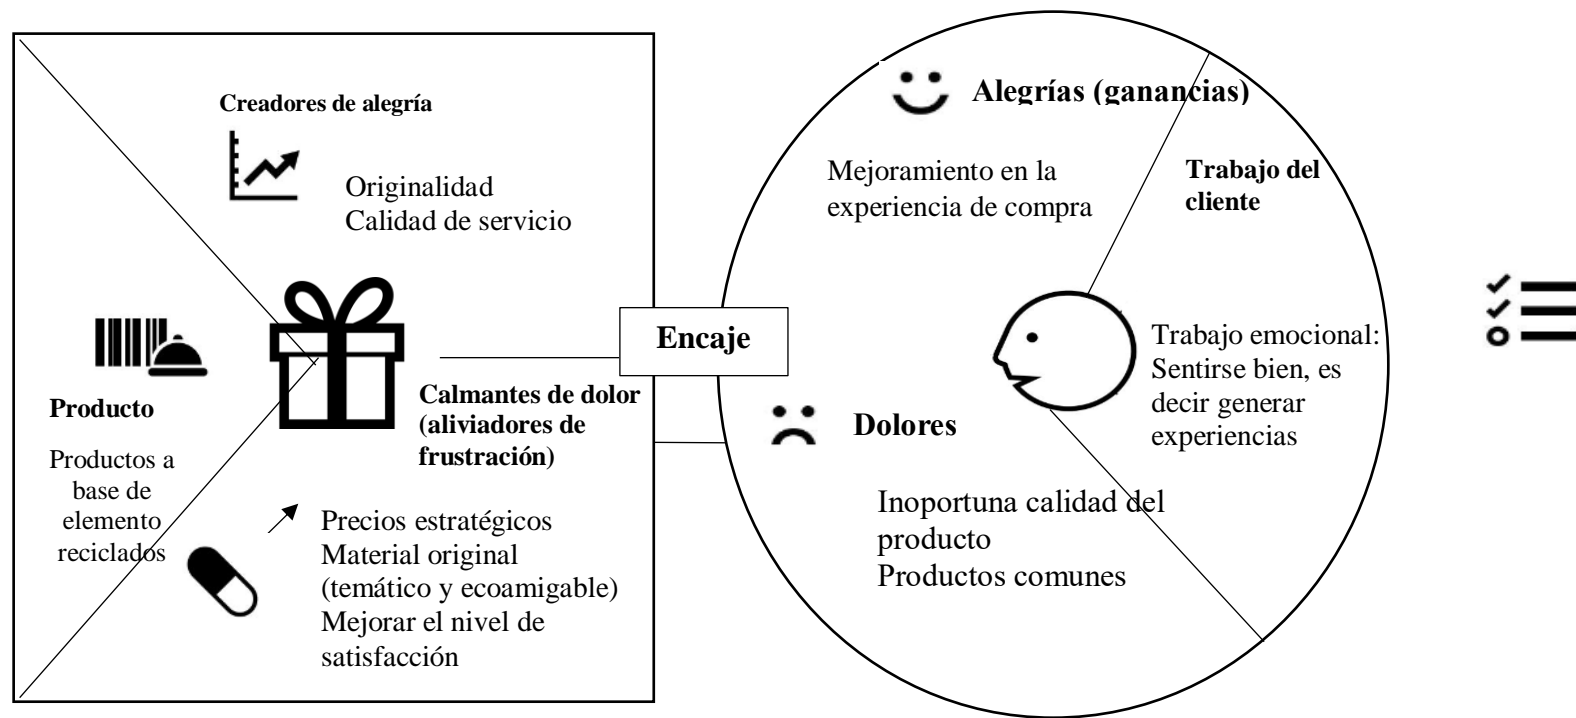 Creadores de alegría
Originalidad
Calidad de servicio
Producto
Productos a
base de
elemento
reciclados
Calmantes de dolor
(aliviadores de
frustración)
Precios estratégicos
Material original
(temático y ecoamigable)
Mejorar el nivel de
satisfacción
Encaje
Alegrías (ganancias)
Mejoramiento en la
experiencia de compra
Trabajo del
cliente
Trabajo emocional:
Sentirse bien, es
decir generar
experiencias
Dolores
Inoportuna calidad del
producto
Productos comunes